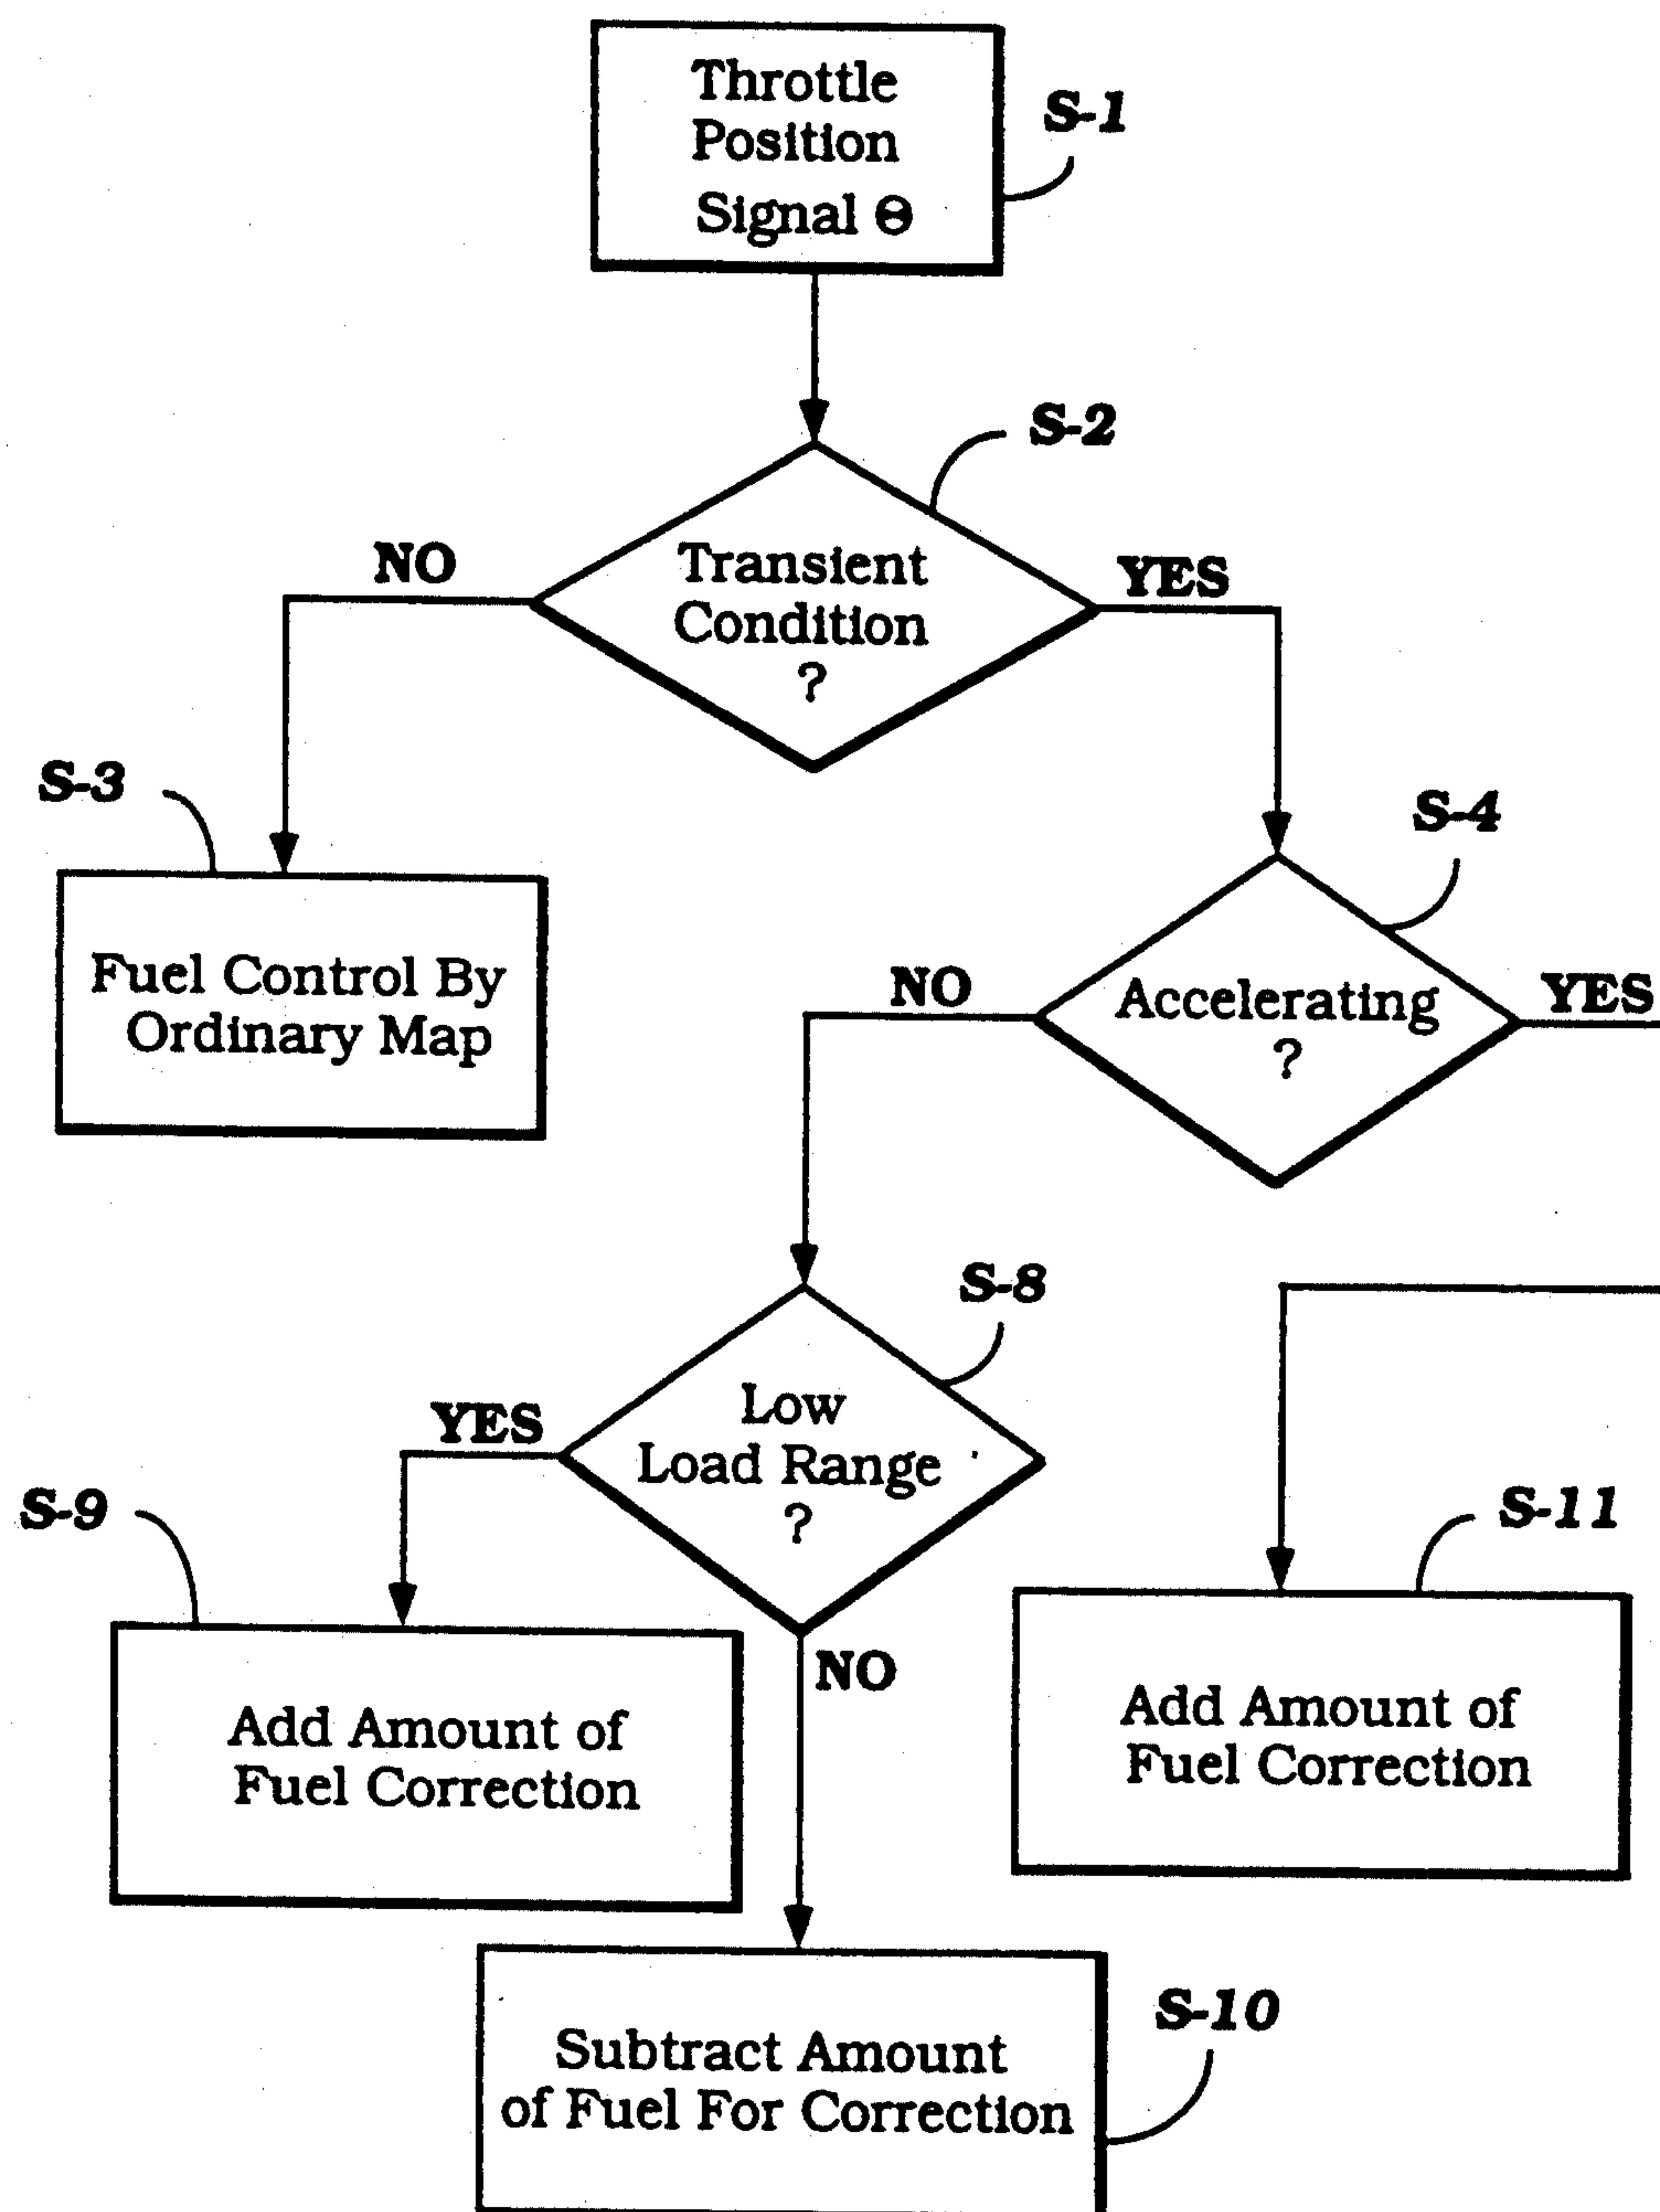 Throttle
Position
Signal Θ
S-1
S-2
Transient
Condition
?
NO
YES
S-3
Fuel Control By
Ordinary Map
S-4
Accelerating
?
NO
YES
S-8
Low
Load Range
?
YES
NO
S-9
Add Amount of
Fuel Correction
S-11
Add Amount of
Fuel Correction
S-10
Subtract Amount
of Fuel For Correction